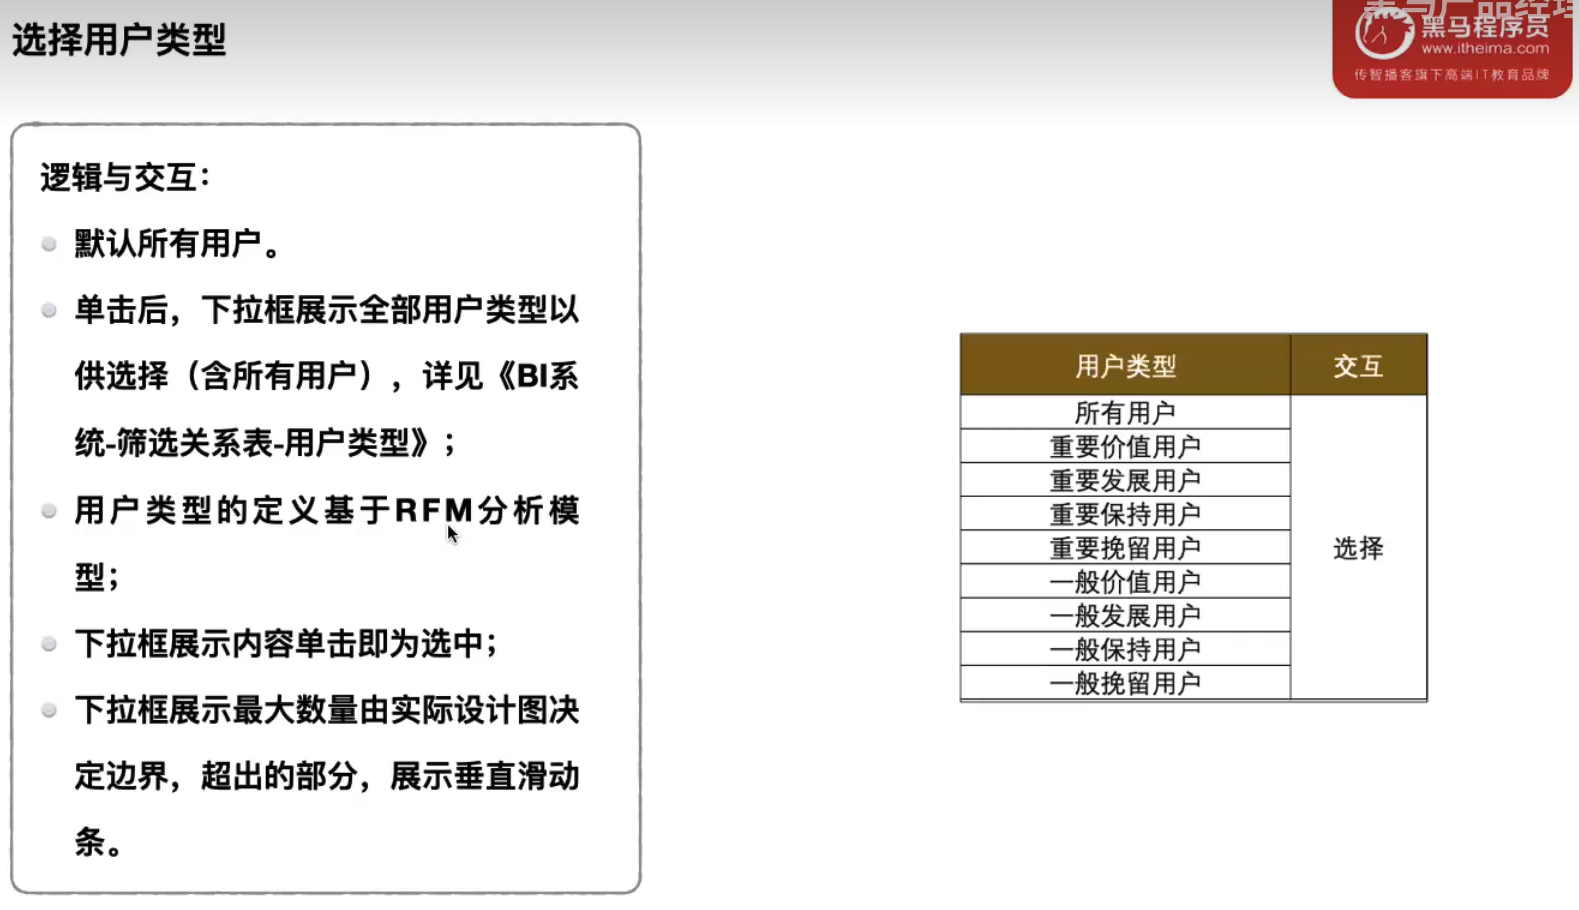 选择用户类型
黑马产品经理
黑马程序员
www.itheima.com
传智播客旗下高端IT教育品牌
逻辑与交互：
默认所有用户。
单击后，下拉框展示全部用户类型以
供选择（含所有用户），详见《BI系
统-筛选关系表-用户类型》；
用户类型的定义基于RFM分析模
型；
下拉框展示内容单击即为选中；
下拉框展示最大数量由实际设计图决
定边界，超出的部分，展示垂直滑动
条。
用户类型 交互
所有用户
重要价值用户
重要发展用户
重要保持用户
重要挽留用户 选择
一般价值用户
一般发展用户
一般保持用户
一般挽留用户